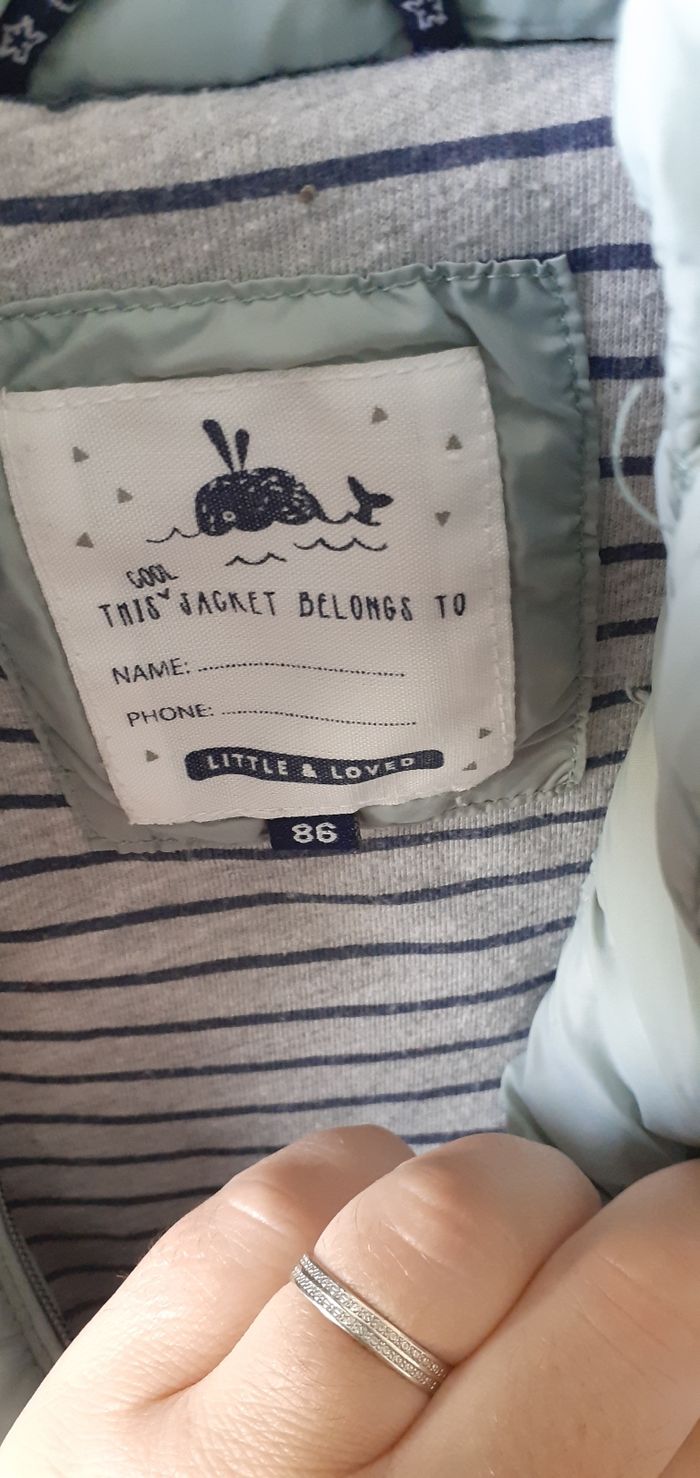 COOL
THIS JACKET BELONGS TO
NAME:
PHONE:
LITTLE & LOVED
86